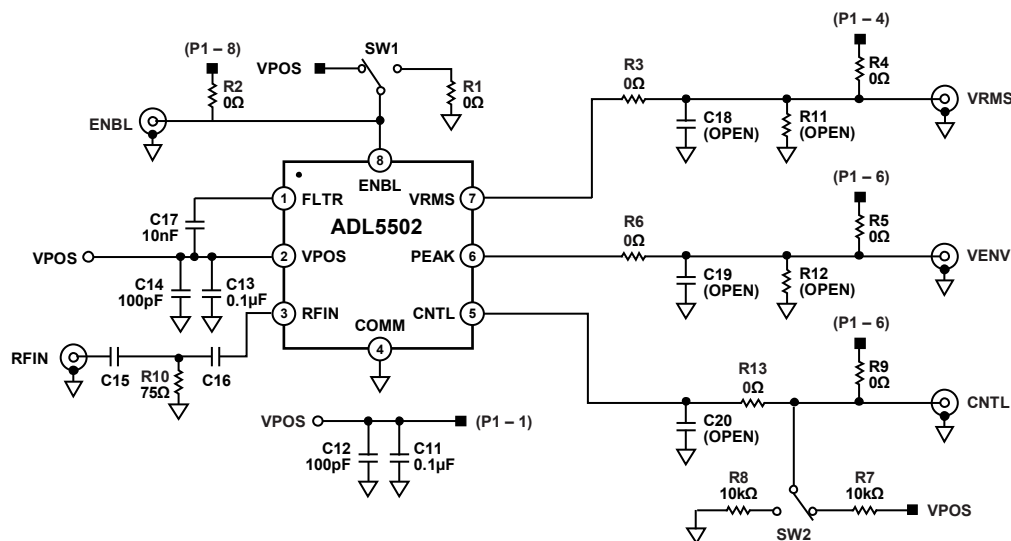 (P1 – 8)
SW1
VPOS
R2
0Ω
R1
0Ω
ENBL
8
ENBL
1
FLTR
ADL5502
VRMS
7
C17
10nF
VPOS
2
VPOS
PEAK
6
C14
100pF
C13
0.1µF
3
RFIN
COMM
CNTL
5
4
RFIN
C15
R10
75Ω
C16
VPOS
(P1 – 1)
C12
100pF
C11
0.1µF
(P1 – 4)
R3
0Ω
R4
0Ω
VRMS
C18
(OPEN)
R11
(OPEN)
(P1 – 6)
R6
0Ω
R5
0Ω
VENV
C19
(OPEN)
R12
(OPEN)
(P1 – 6)
R13
0Ω
R9
0Ω
CNTL
C20
(OPEN)
R8
10kΩ
R7
10kΩ
VPOS
SW2